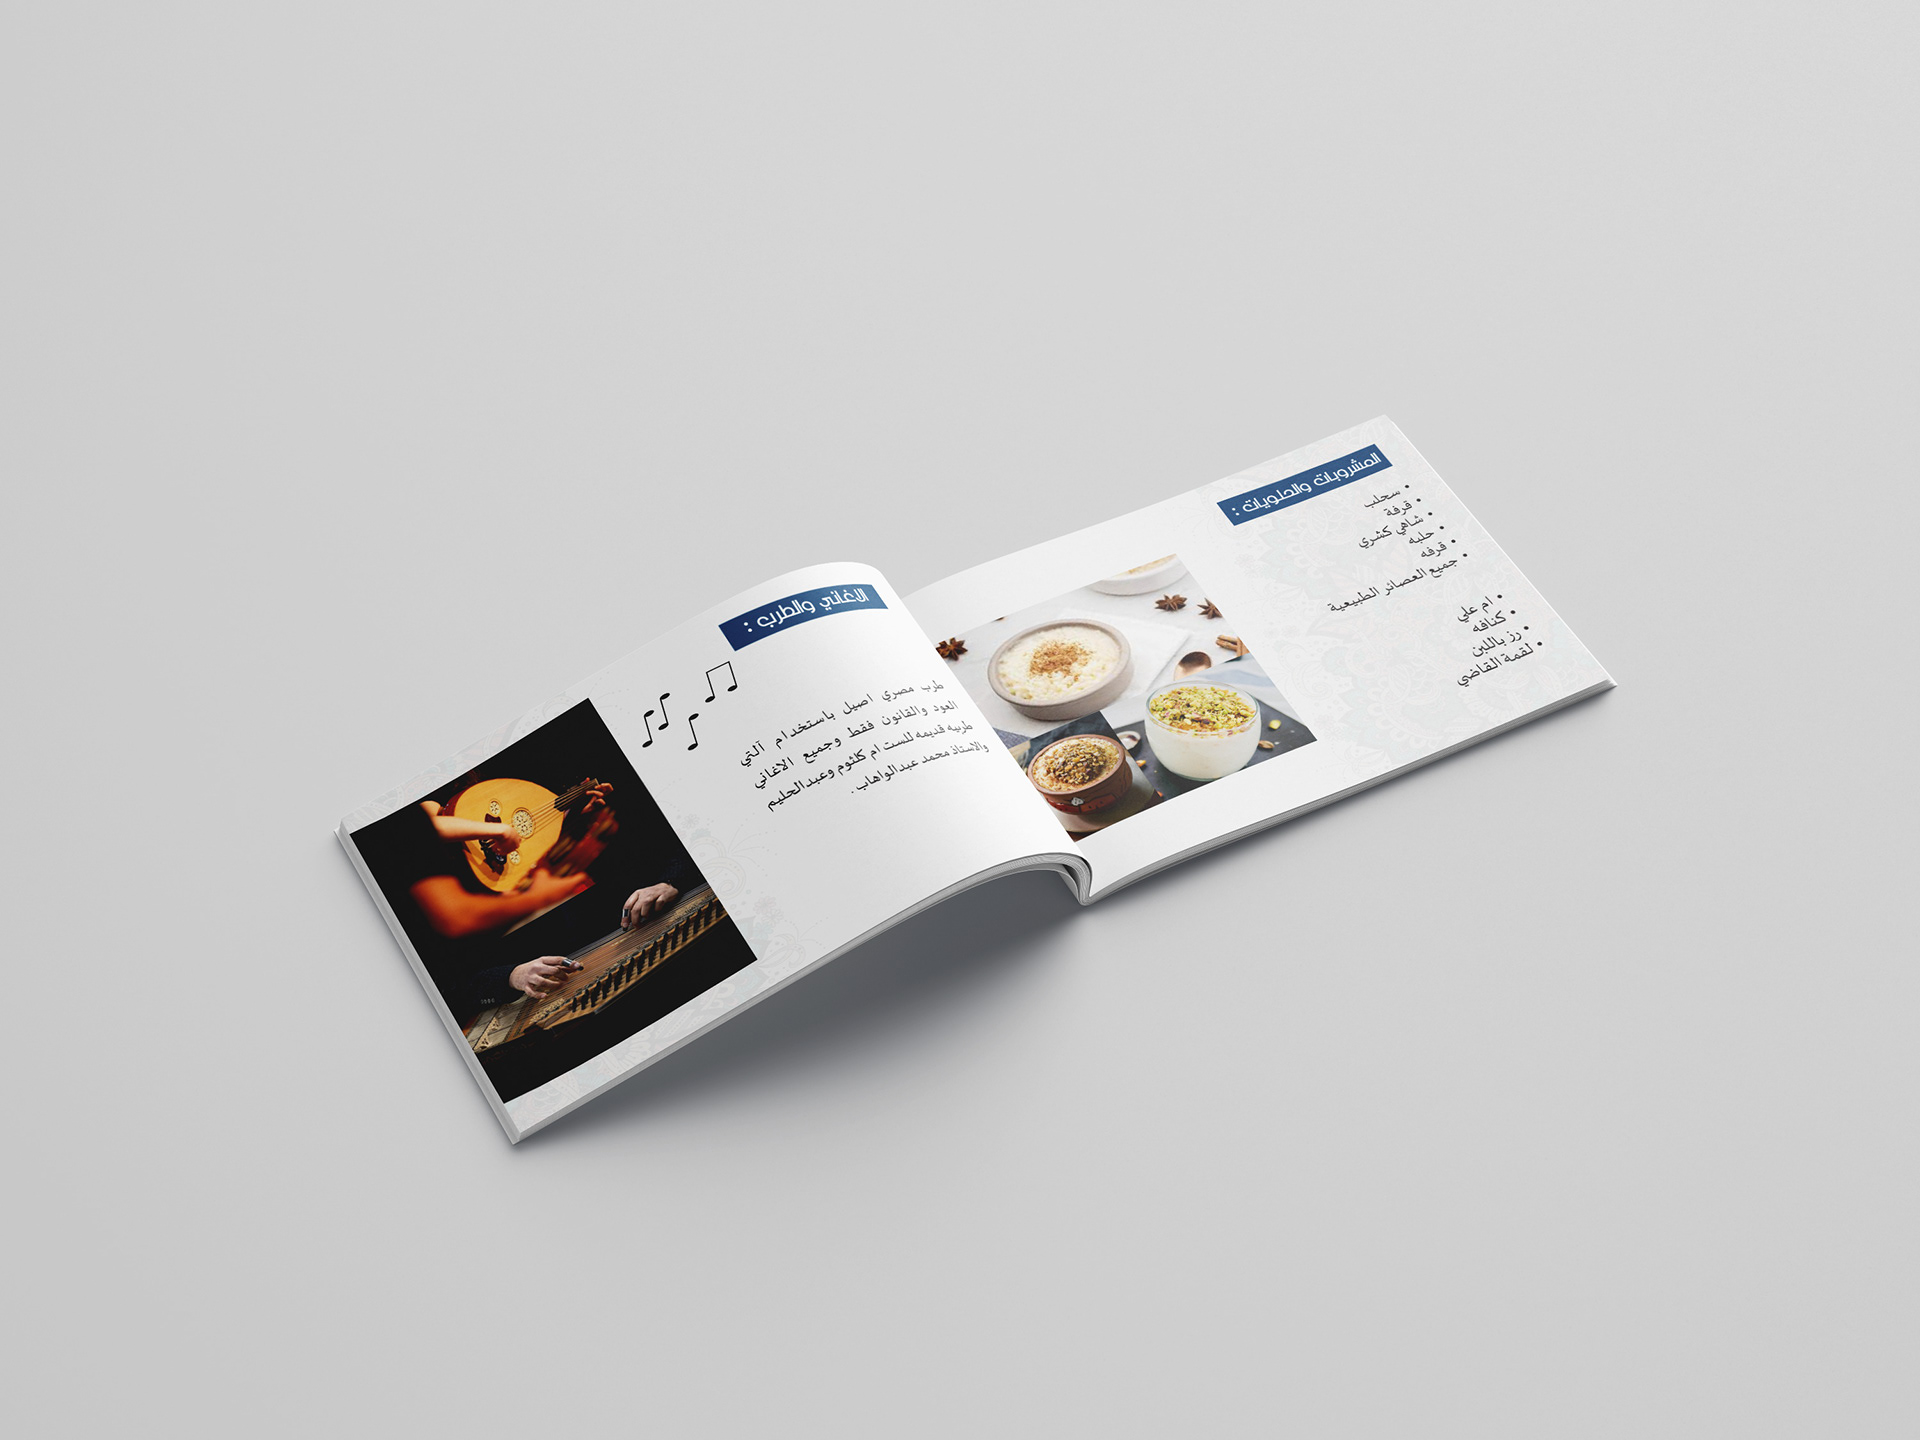 المشروبات والحلويات :
• سحلب
• قرفة
• شاهي كشري
• حلبه
• قرفه
• جميع العصائر الطبيعية
• ام علي
• كنافه
• رز باللبن
• لقمة القاضي
الاغاني والطرب :
طرب مصري اصيل باستخدام آلتي
العود والقانون فقط وجميع الاغاني
طربيه قديمه للست ام كلثوم وعبدالحليم
والاستاذ محمد عبدالواهاب .